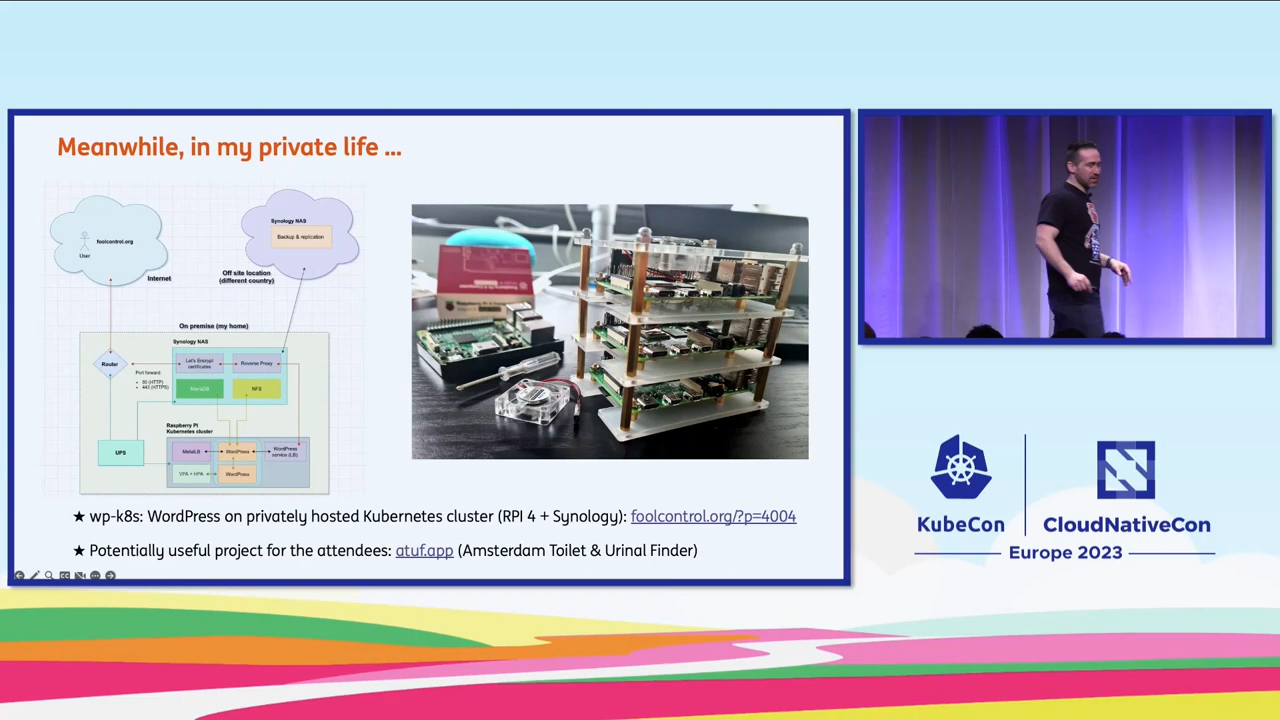 Meanwhile, in my private life ...
foolcontrol.org
User
Internet
Synology NAS
Backup & replication
Off site location
(different country)
On premise (my home)
Synology NAS
Router
Let's Encrypt
certificates
Reverse Proxy
Port forward
• 80 (HTTP)
• 443 (HTTPS)
MariaDB
NFS
Raspberry PI
Kubernetes cluster
UPS
MetalLB
WordPress
WordPress
service (LB)
VPA + HPA
WordPress
★ wp-k8s: WordPress on privately hosted Kubernetes cluster (RPI 4 + Synology): foolcontrol.org/?p=4004
★ Potentially useful project for the attendees: atuf.app (Amsterdam Toilet & Urinal Finder)
KubeCon
CloudNativeCon
Europe 2023